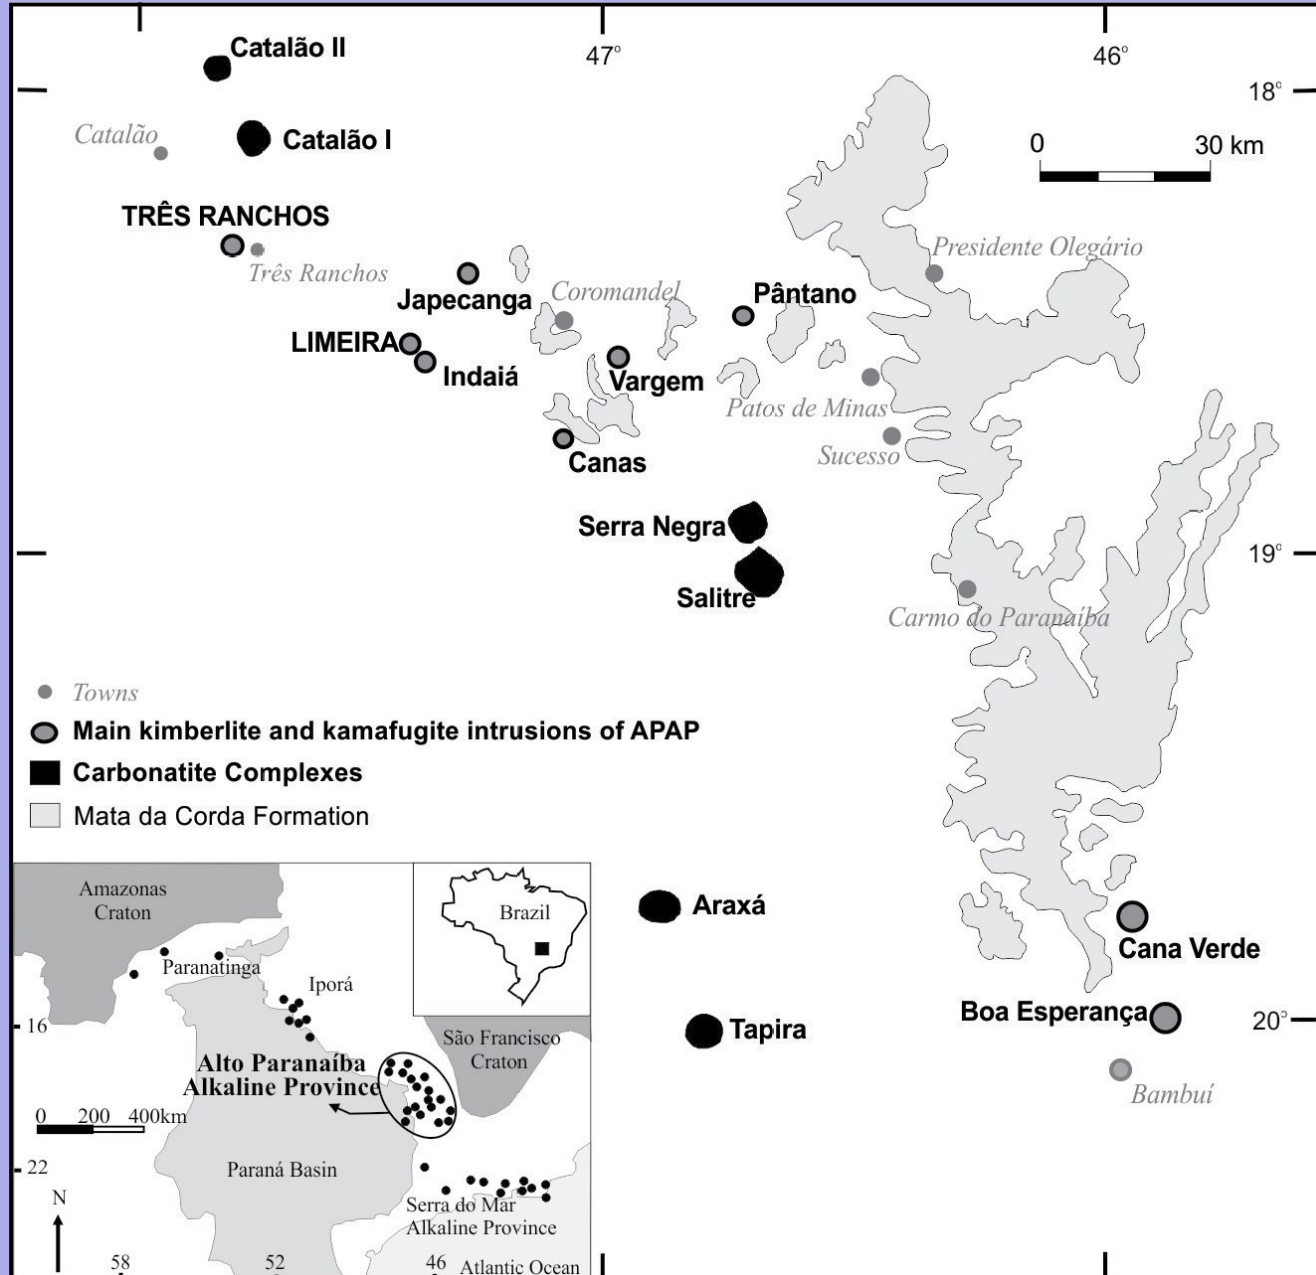 Catalão II
47°
46°
18°
Catalão
Catalão I
0 30 km
TRÊS RANCHOS
Três Ranchos
Presidente Olegário
Japecanga
Coromandel
Pântano
LIMEIRA
Indaiá
Vargem
Patos de Minas
Sucesso
Canas
Serra Negra
19°
Salitre
Carmo do Paranaíba
Towns
Main kimberlite and kamafugite intrusions of APAP
Carbonatite Complexes
Mata da Corda Formation
Araxá
Cana Verde
Boa Esperança
20°
Tapira
Bambuí
Amazonas
Craton
Brazil
Paranatinga
Iporá
16
São Francisco
Craton
Alto Paranaíba
Alkaline Province
0 200 400km
22
Paraná Basin
N
Serra do Mar
Alkaline Province
58
52
46
Atlantic Ocean